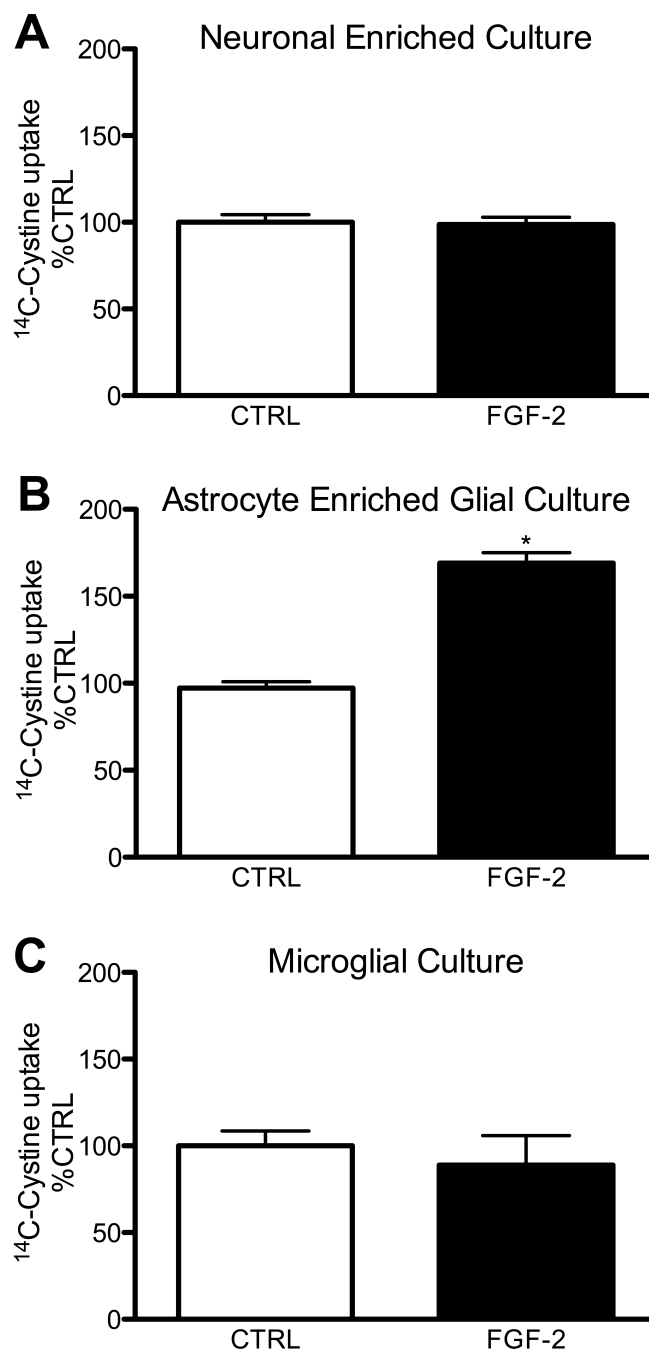 A
Neuronal Enriched Culture
¹⁴C-Cystine uptake
%CTRL
200
150
100
50
0
CTRL
FGF-2
B
Astrocyte Enriched Glial Culture
¹⁴C-Cystine uptake
%CTRL
200
150
100
50
0
*
CTRL
FGF-2
C
Microglial Culture
¹⁴C-Cystine uptake
%CTRL
200
150
100
50
0
CTRL
FGF-2